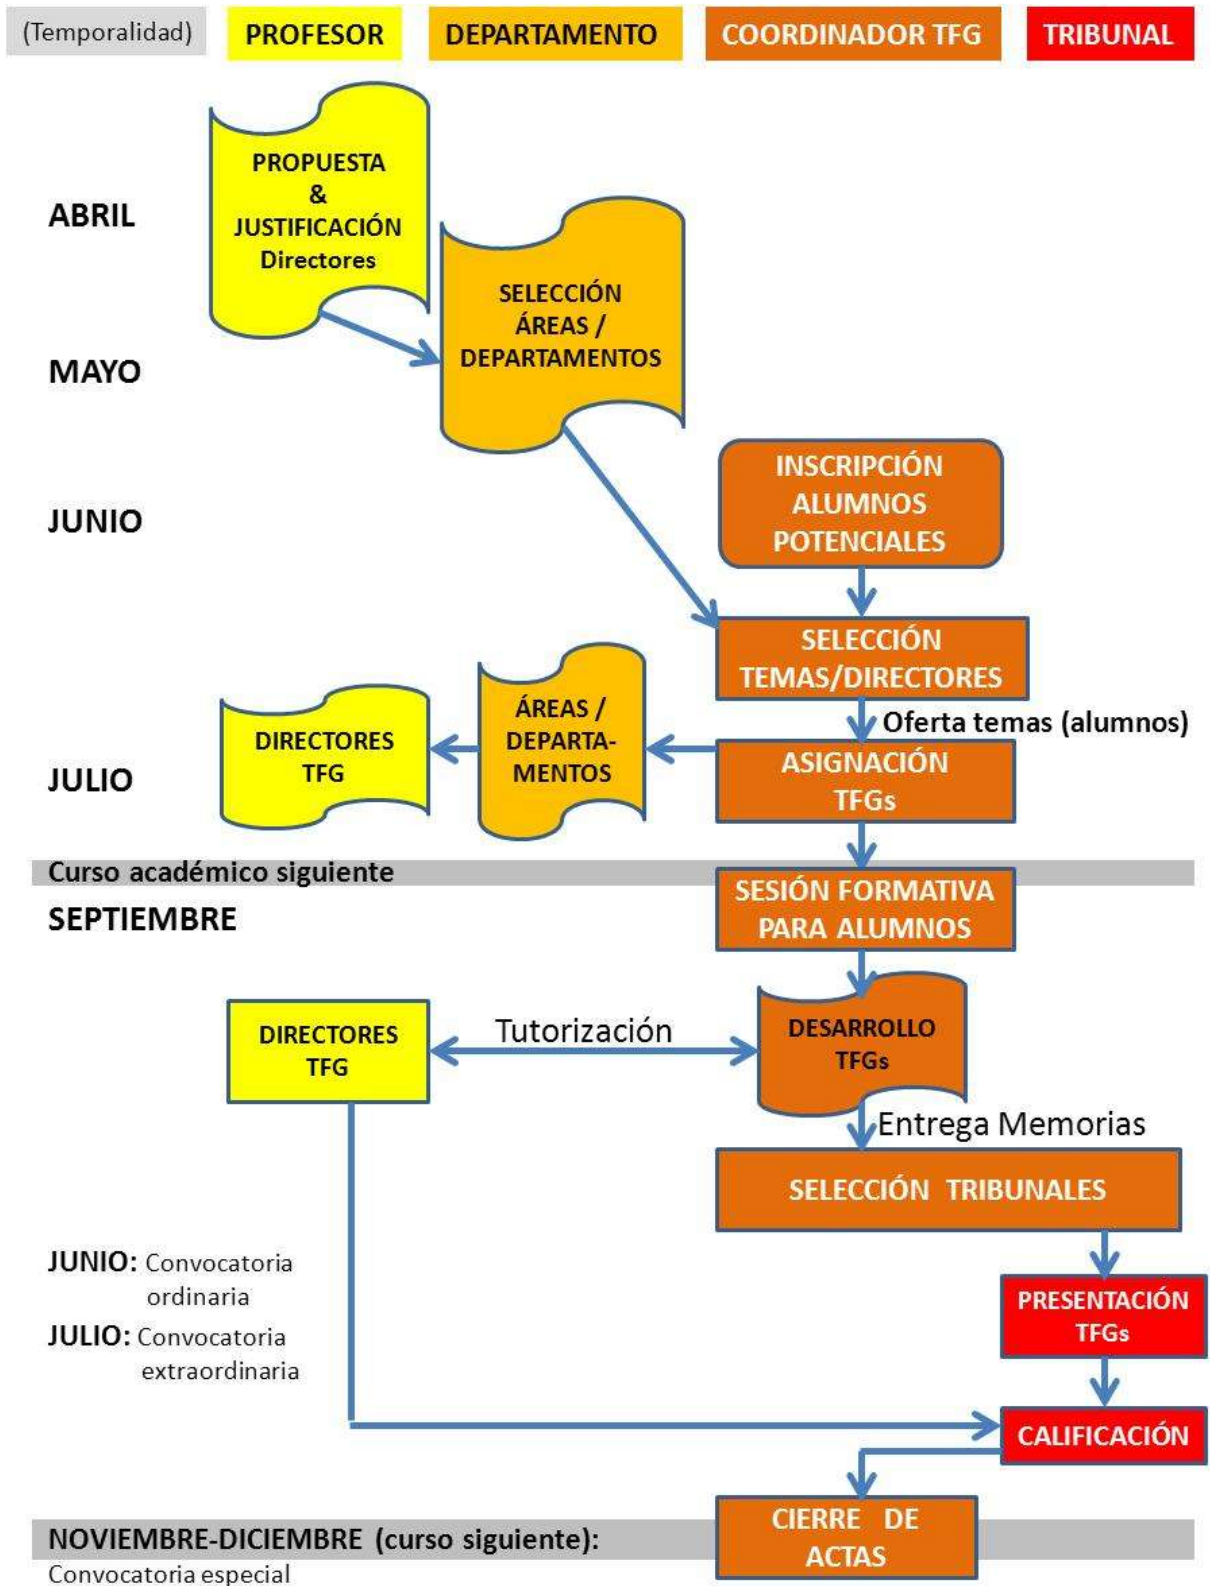 (Temporalidad)
PROFESOR
DEPARTAMENTO
COORDINADOR TFG
TRIBUNAL
PROPUESTA
&
JUSTIFICACIÓN
Directores
ABRIL
SELECCIÓN
ÁREAS /
DEPARTAMENTOS
MAYO
INSCRIPCIÓN
ALUMNOS
POTENCIALES
JUNIO
SELECCIÓN
TEMAS/DIRECTORES
Oferta temas (alumnos)
DIRECTORES
TFG
ÁREAS /
DEPARTA-
MENTOS
ASIGNACIÓN
TFGs
JULIO
Curso académico siguiente
SEPTIEMBRE
SESIÓN FORMATIVA
PARA ALUMNOS
DIRECTORES
TFG
Tutorización
DESARROLLO
TFGs
Entrega Memorias
SELECCIÓN TRIBUNALES
JUNIO: Convocatoria
ordinaria
JULIO: Convocatoria
extraordinaria
PRESENTACIÓN
TFGs
CALIFICACIÓN
CIERRE DE
ACTAS
NOVIEMBRE-DICIEMBRE (curso siguiente):
Convocatoria especial